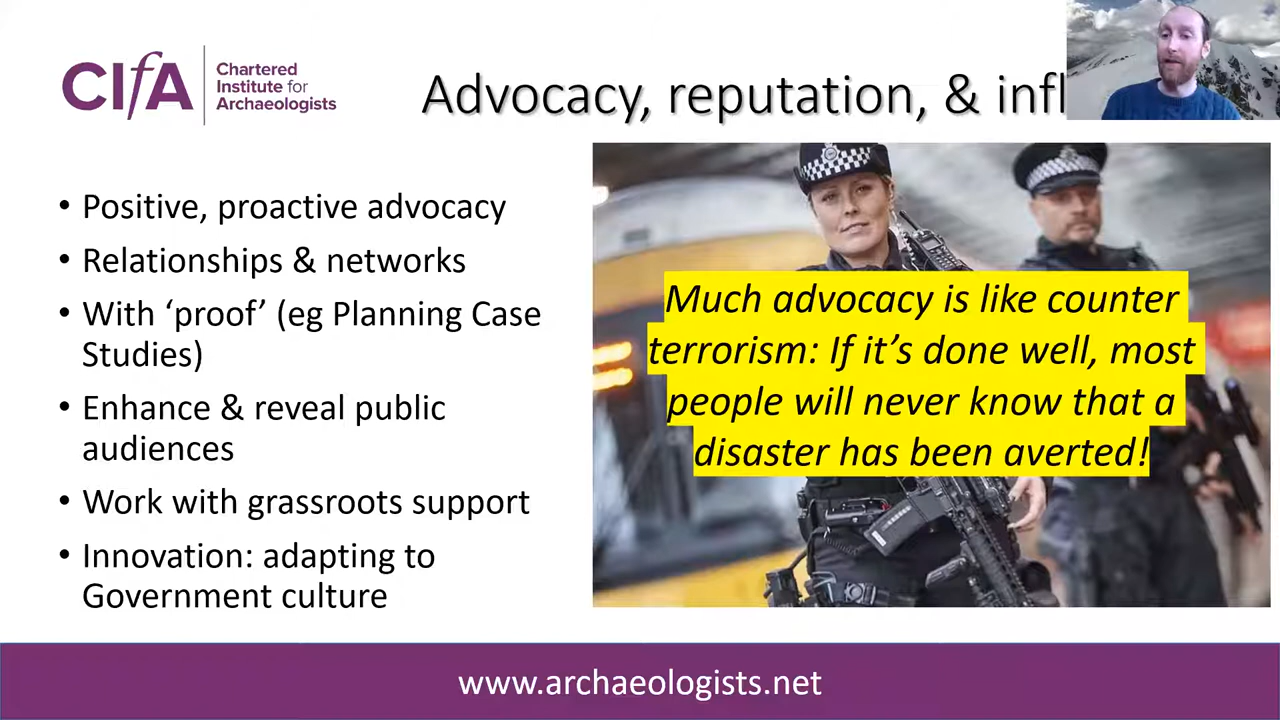 CIfA
Chartered
Institute for
Archaeologists
Advocacy, reputation, & infl
• Positive, proactive advocacy
• Relationships & networks
• With ‘proof’ (eg Planning Case
Studies)
• Enhance & reveal public
audiences
• Work with grassroots support
• Innovation: adapting to
Government culture
Much advocacy is like counter
terrorism: If it’s done well, most
people will never know that a
disaster has been averted!
www.archaeologists.net